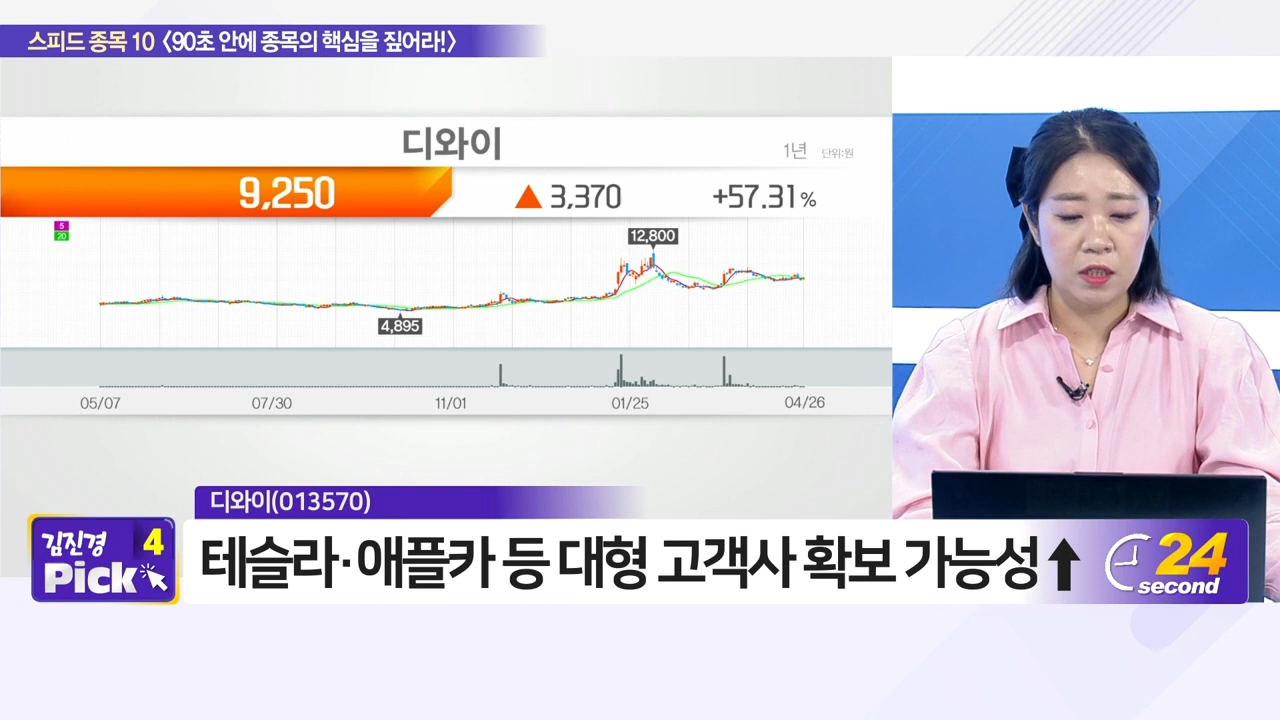 스피드 종목 10 〈90초 안에 종목의 핵심을 짚어라!〉
디와이
1년 단위:원
9,250 ▲ 3,370 +57.31%
5
20
12,800
4,895
05/07 07/30 11/01 01/25 04/26
디와이(013570)
김진경 4
Pick
테슬라·애플카 등 대형 고객사 확보 가능성↑
24
second